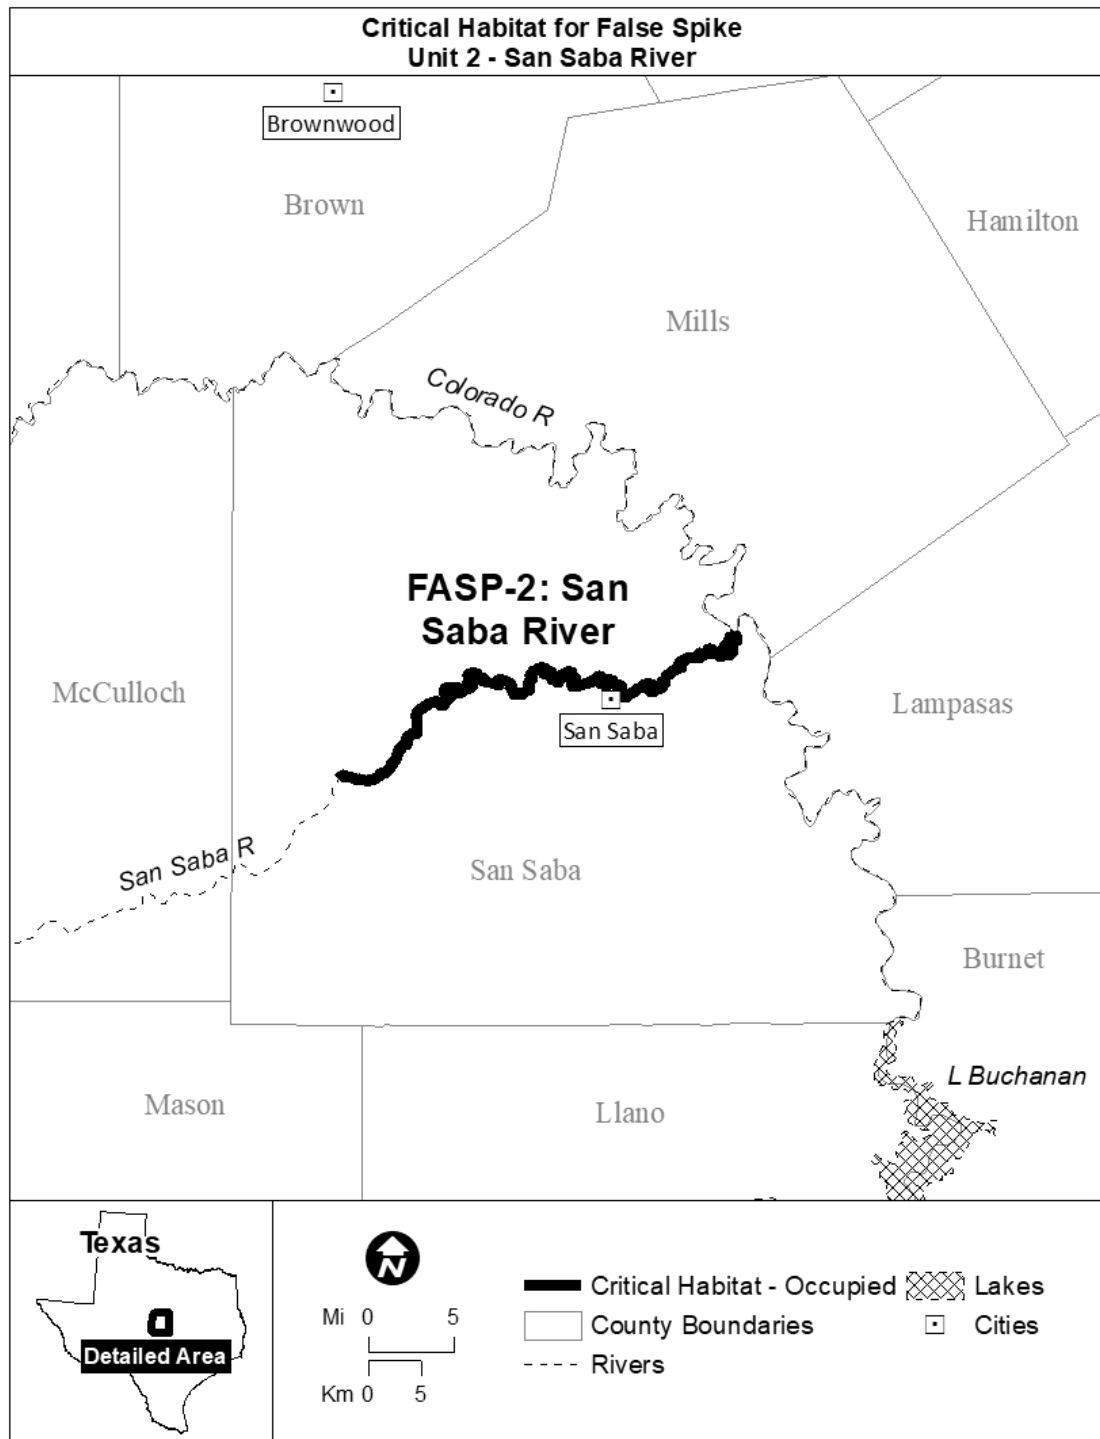 Critical Habitat for False Spike
Unit 2 - San Saba River
Brownwood
Brown
Hamilton
Mills
Colorado R
FASP-2: San
Saba River
McCulloch
Lampasas
San Saba
San Saba R
San Saba
Burnet
L Buchanan
Mason
Llano
Texas
Detailed Area
N
Mi 0 5
Km 0 5
Critical Habitat - Occupied
County Boundaries
Rivers
Lakes
Cities